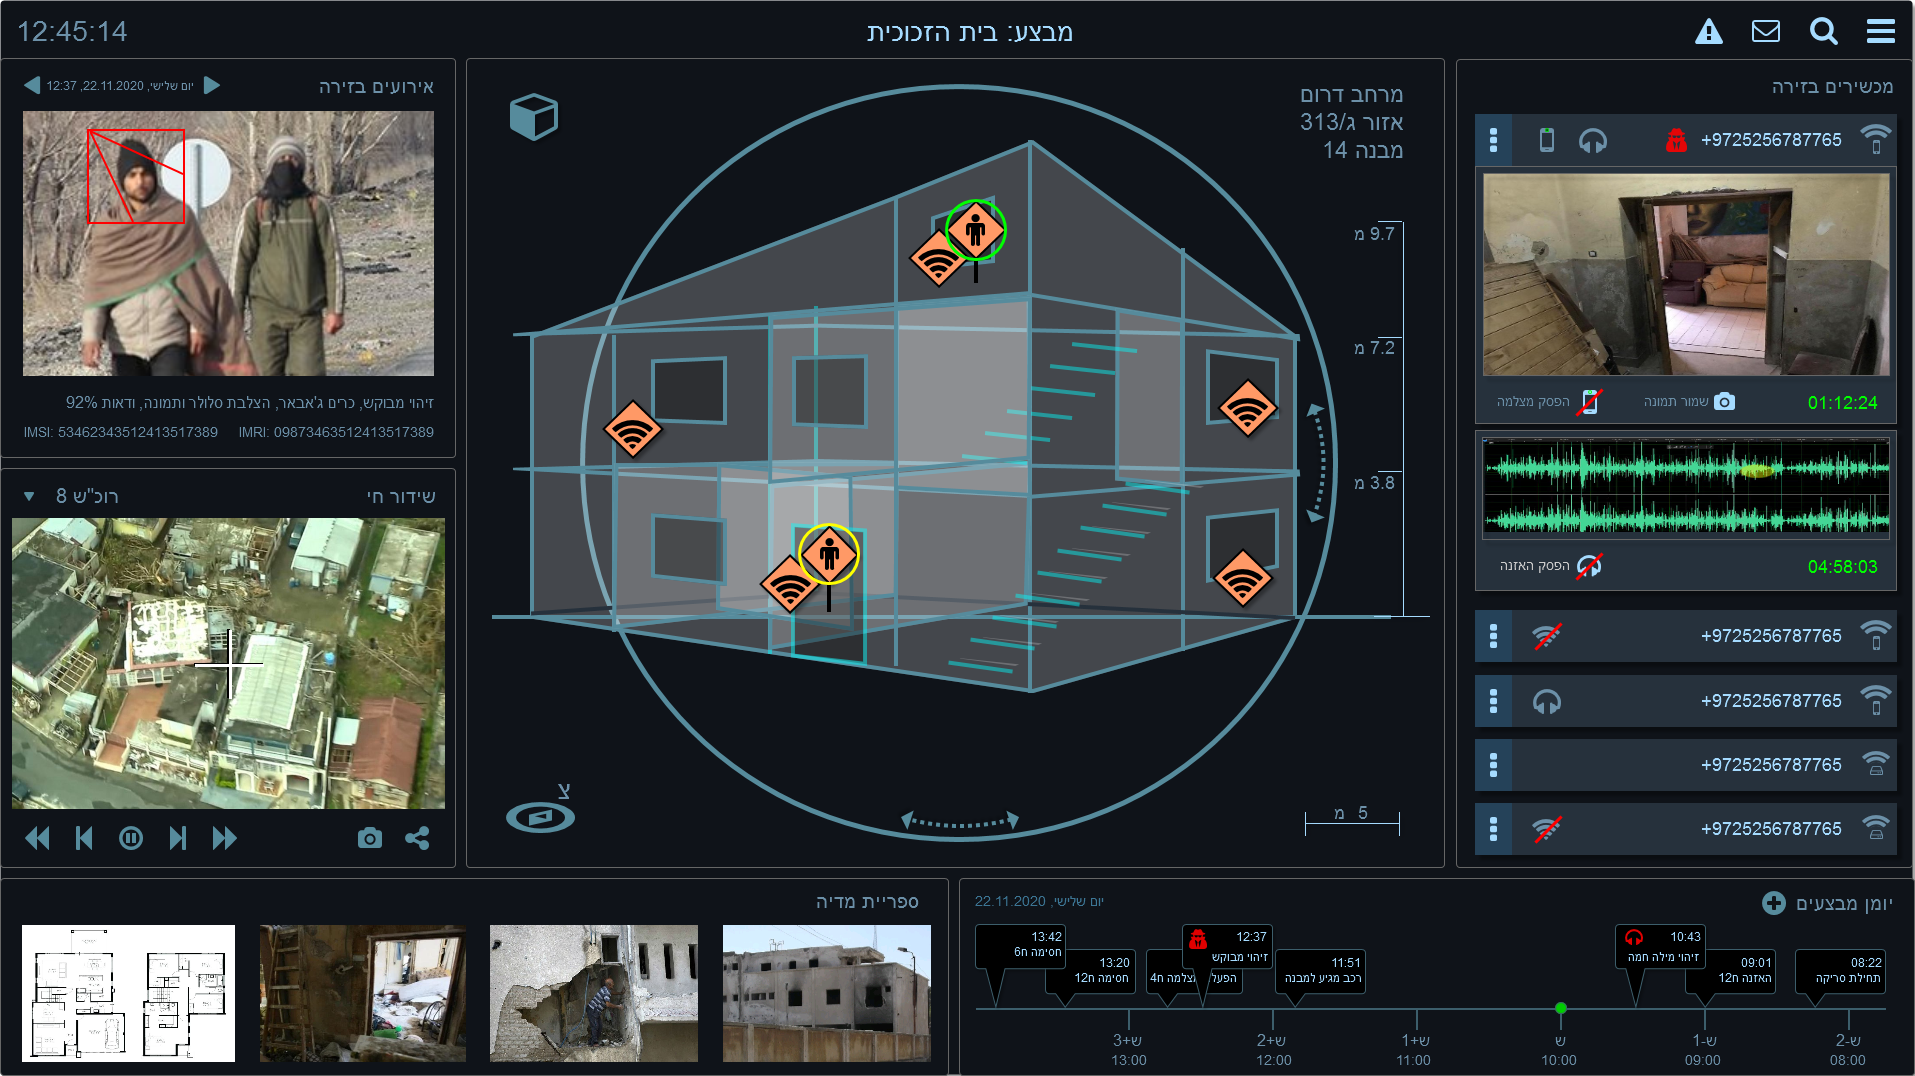 12:45:14
מבצע: בית הזכוכית
מכשירים בזירה
+9725256787765
הפסק מצלמה
שמור תמונה
01:12:24
הפסק האזנה
04:58:03
+9725256787765
+9725256787765
+9725256787765
+9725256787765
מרחב דרום
אזור ג/313
מבנה 14
9.7 מ
7.2 מ
3.8 מ
צ
5 מ
אירועים בזירה
יום שלישי, 22.11.2020, 12:37
זיהוי מבוקש, כרים ג'אבאר, הצלבת סלולר ותמונה, ודאות 92%
IMSI: 53462343512413517389 IMRI: 09873463512413517389
שידור חי
רוכ"ש 8
יומן מבצעים
יום שלישי, 22.11.2020
08:22
תחילת סריקה
09:01
האזנה ח12
10:43
זיהוי מילה חמה
11:51
רכב מגיע למבנה
12:37
זיהוי מבוקש
הפעל
צלמה ח4
13:20
חסימה ח12
13:42
חסימה ח6
ש-2
08:00
ש-1
09:00
ש
10:00
ש+1
11:00
ש+2
12:00
ש+3
13:00
ספריית מדיה